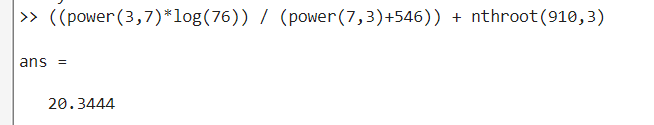 >> ((power(3,7)*log(76)) / (power(7,3)+546)) + nthroot(910,3)
ans =
20.3444